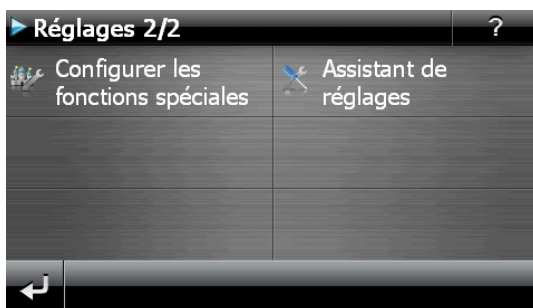 Réglages 2/2
?
Configurer les
fonctions spéciales
Assistant de
réglages